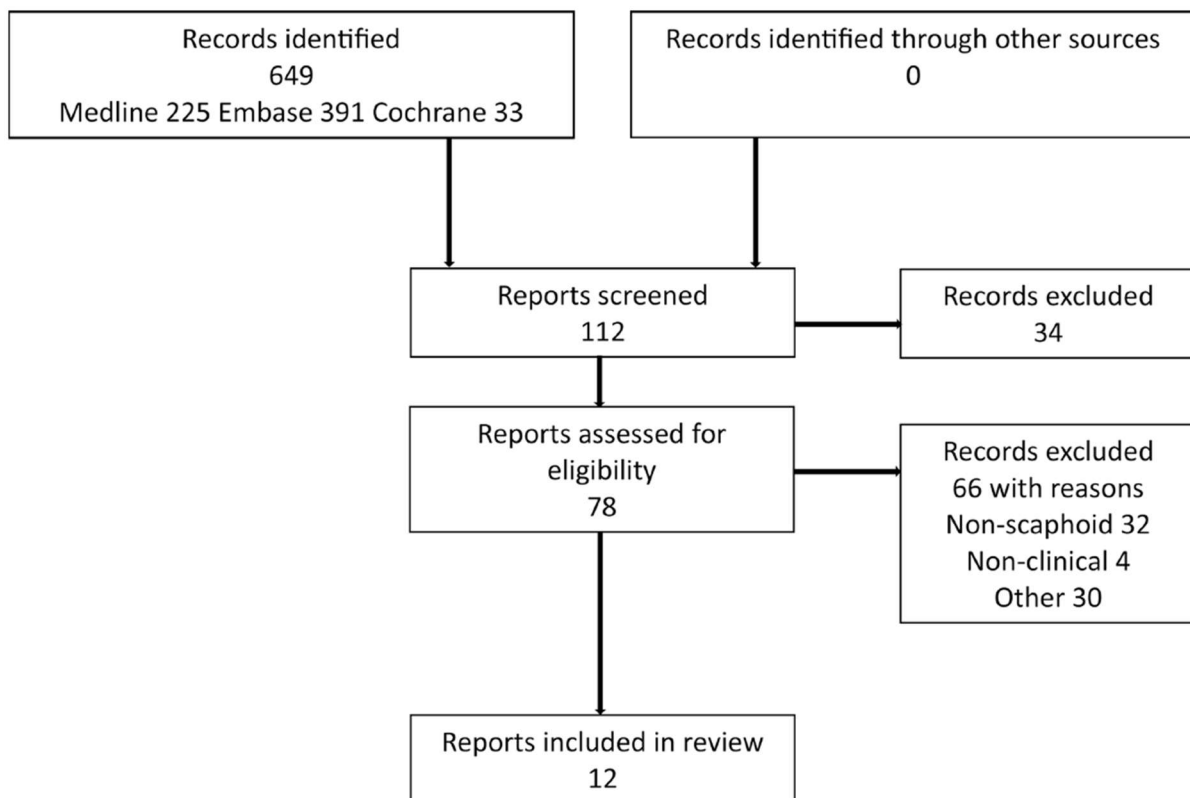 Records identified
649
Medline 225 Embase 391 Cochrane 33
Records identified through other sources
0
Reports screened
112
Records excluded
34
Reports assessed for
eligibility
78
Records excluded
66 with reasons
Non-scaphoid 32
Non-clinical 4
Other 30
Reports included in review
12